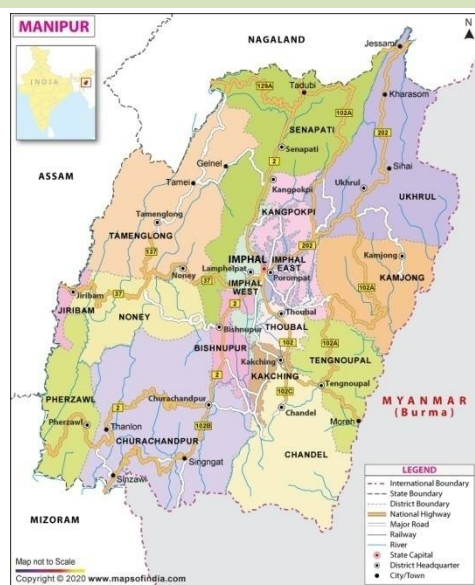 MANIPUR
INDIA
N
NAGALAND
Jessami
129A
Tadubi
102A
Kharasom
SENAPATI
202
2
Senapati
ASSAM
Geinel
Sihai
Tamei
Kangpokpi
Ukhrul
UKHRUL
KANGPOKPI
Tamenglong
TAMENGLONG
202
IMPHAL
IMPHAL EAST
Kamjong
137
Noney
Lamphelpat
Porompat
KAMJONG
37
IMPHAL WEST
102A
Jiribam
37
JIRIBAM
NONEY
2
Thoubal
THOUBAL
Bishnupur
BISHNUPUR
102
102A
TENGNOUPAL
Kakching
KAKCHING
PHERZAWL
2
Tengnoupal
MYANMAR
(Burma)
102C
Churachandpur
Chandel
2
Moreh
Pherzawl
Thanlon
102B
CHURACHANDPUR
CHANDEL
Singngat
Sinzawl
MIZORAM
LEGEND
International Boundary
State Boundary
District Boundary
National Highway
Major Road
Railway
River
State Capital
District Headquarter
City/Town
Map not to Scale
Copyright © 2020 www.mapsofindia.com